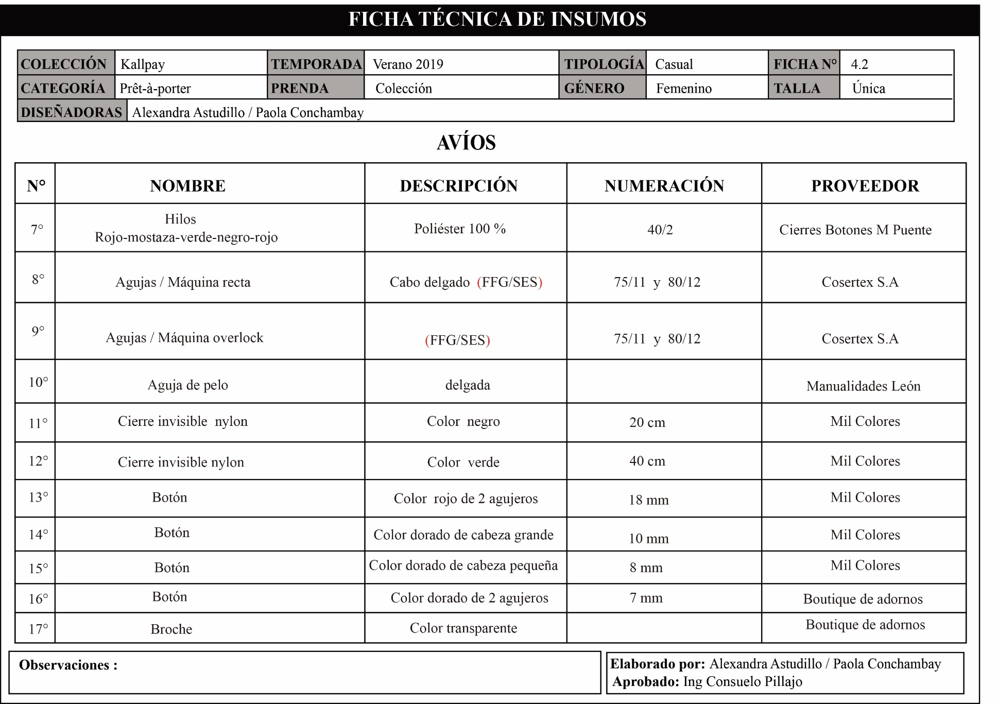 FICHA TÉCNICA DE INSUMOS
COLECCIÓN Kallpay TEMPORADA Verano 2019 TIPOLOGÍA Casual FICHA N° 4.2
CATEGORÍA Prêt-à-porter PRENDA Colección GÉNERO Femenino TALLA Única
DISEÑADORAS Alexandra Astudillo / Paola Conchambay
AVÍOS
N° NOMBRE DESCRIPCIÓN NUMERACIÓN PROVEEDOR
7° Hilos
Rojo-mostaza-verde-negro-rojo Poliéster 100 % 40/2 Cierres Botones M Puente
8° Agujas / Máquina recta Cabo delgado (FFG/SES) 75/11 y 80/12 Cosertex S.A
9° Agujas / Máquina overlock (FFG/SES) 75/11 y 80/12 Cosertex S.A
10° Aguja de pelo delgada Manualidades León
11° Cierre invisible nylon Color negro 20 cm Mil Colores
12° Cierre invisible nylon Color verde 40 cm Mil Colores
13° Botón Color rojo de 2 agujeros 18 mm Mil Colores
14° Botón Color dorado de cabeza grande 10 mm Mil Colores
15° Botón Color dorado de cabeza pequeña 8 mm Mil Colores
16° Botón Color dorado de 2 agujeros 7 mm Boutique de adornos
17° Broche Color transparente Boutique de adornos
Observaciones :
Elaborado por: Alexandra Astudillo / Paola Conchambay
Aprobado: Ing Consuelo Pillajo